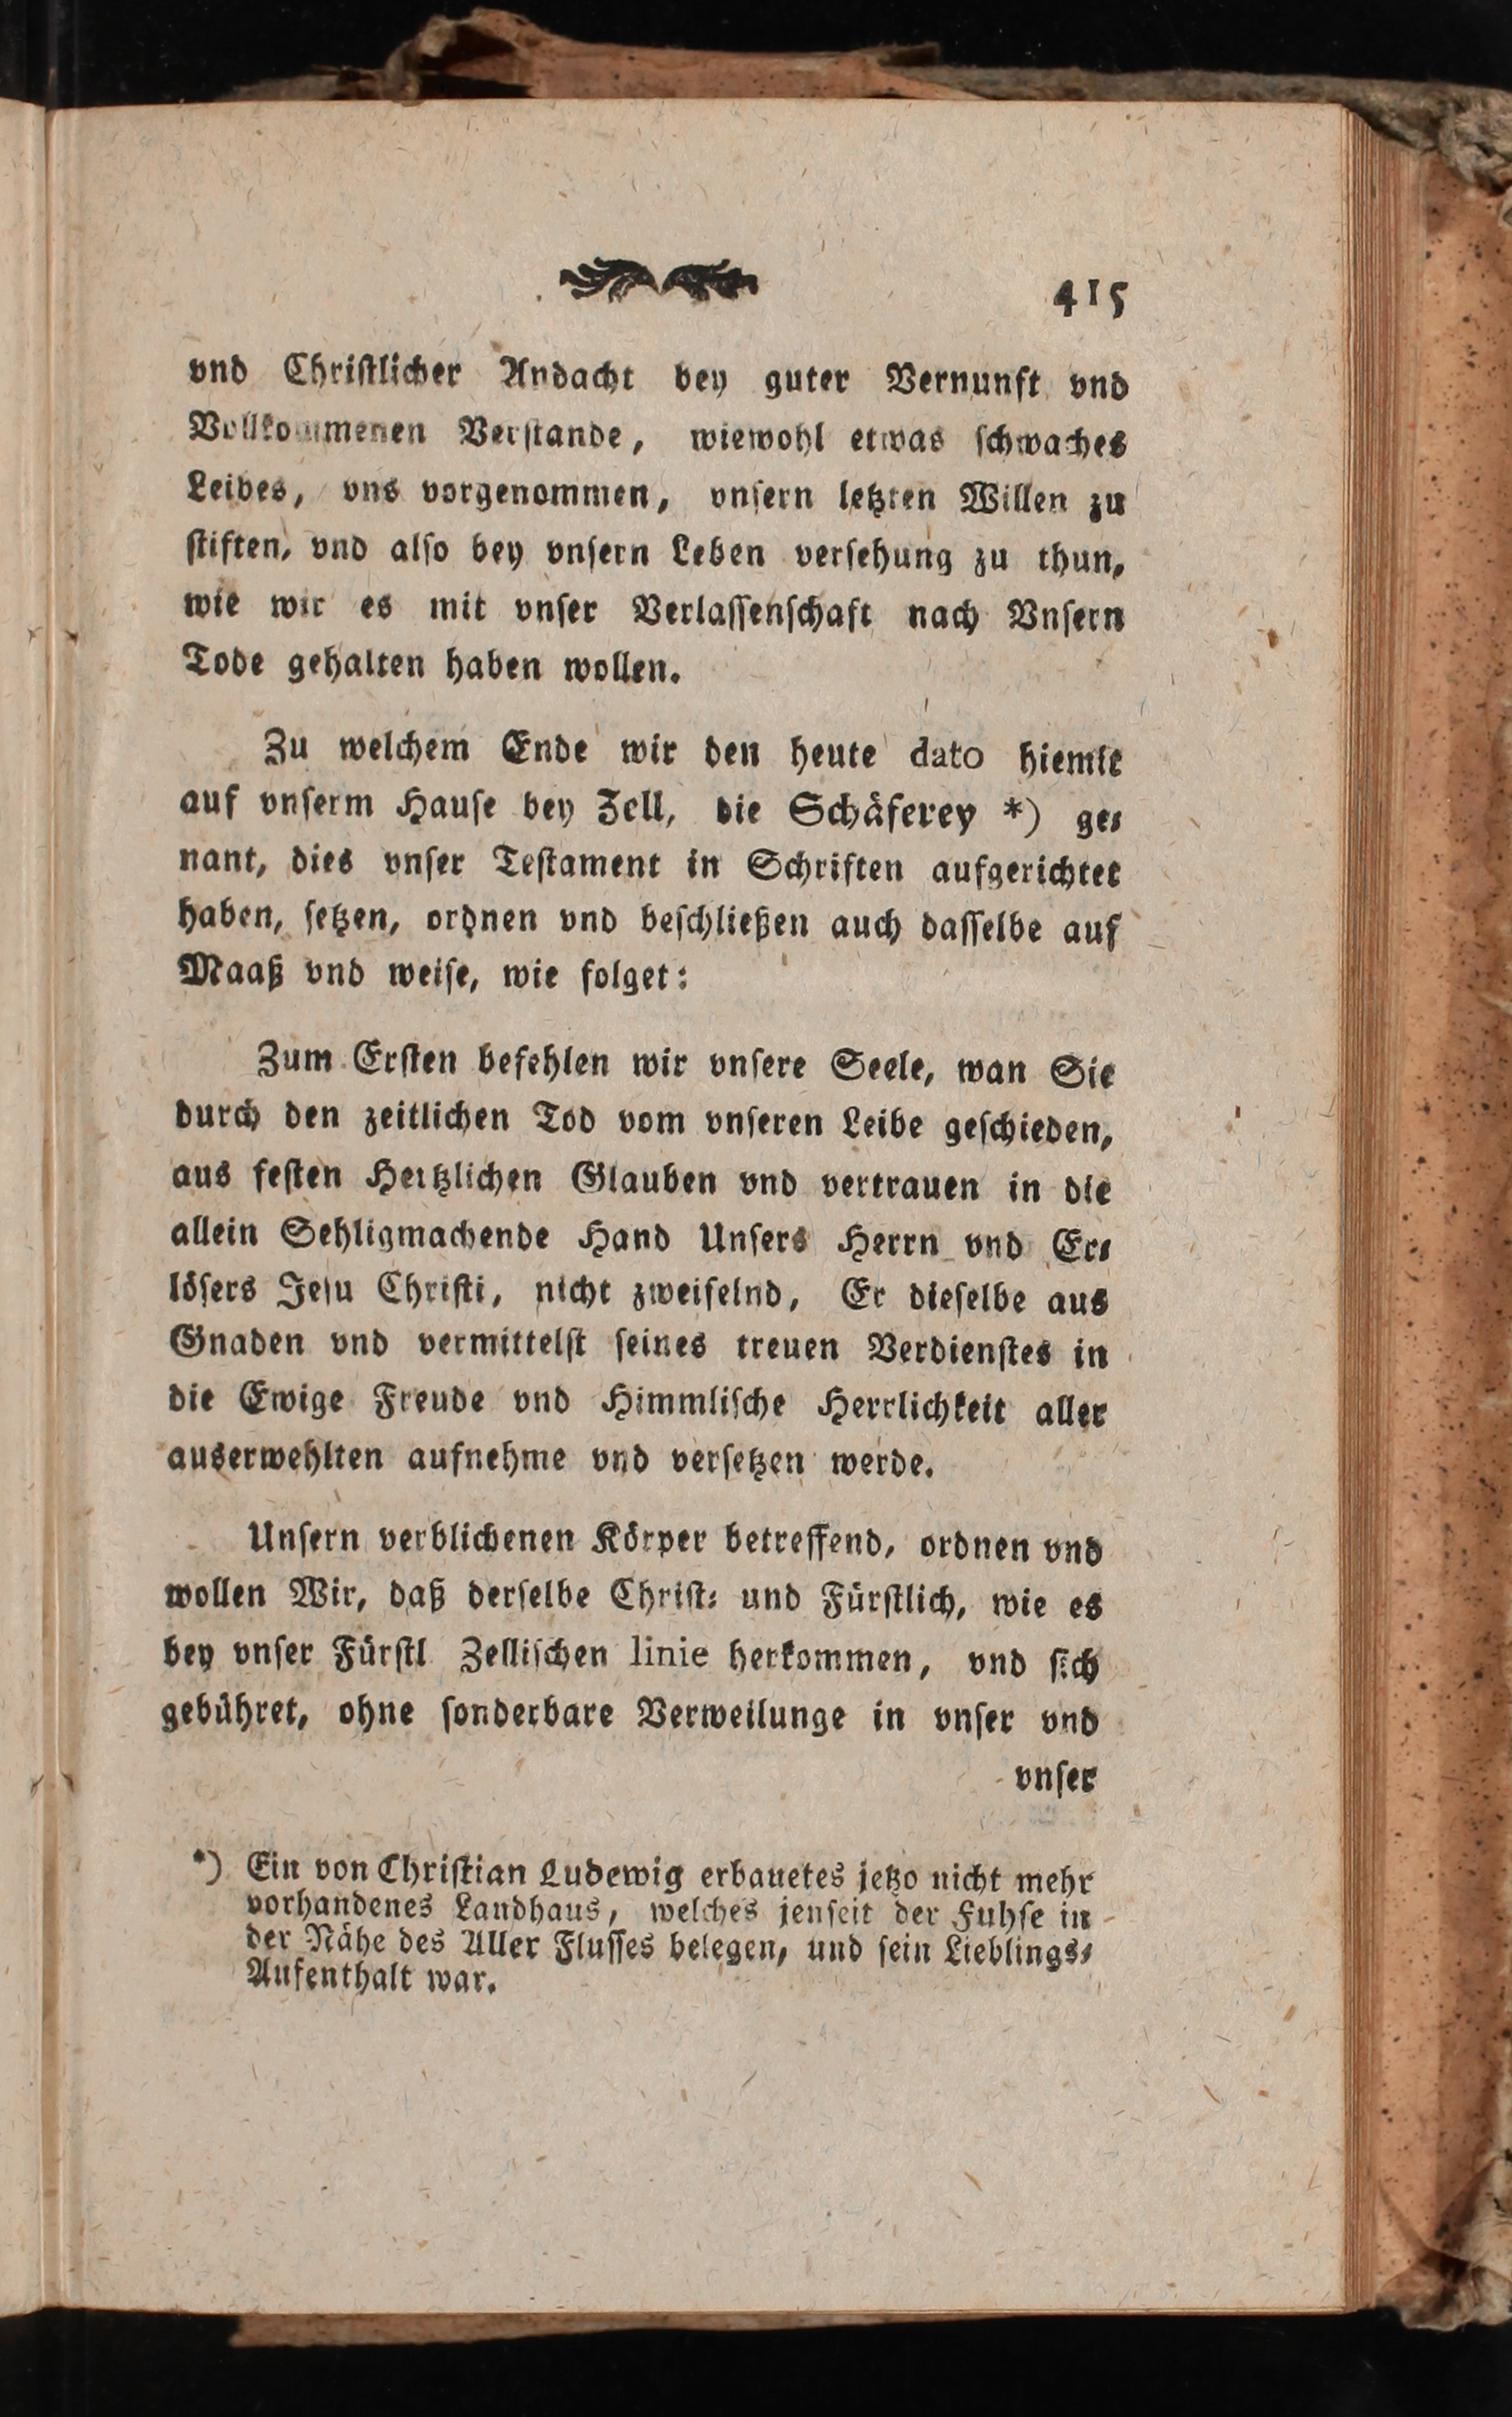 415
vnd Chriſtlicher Andacht bey guter Vernunft vnd
Vollkommenen Verſtande, wiewohl etwas ſchwaches
Leibes, vns vorgenommen, vnſern letzten Willen zu
ſtiften, vnd alſo bey vnſern Leben verſehung zu thun,
wie wir es mit vnſer Verlaſſenſchaft nach Vnſern
Tode gehalten haben wollen.
Zu welchem Ende wir den heute dato hiemit
auf vnſerm Hauſe bey Zell, die Schäferey *) ge⸗
nant, dies vnſer Teſtament in Schriften aufgerichtet
haben, ſetzen, ordnen vnd beſchließen auch daſſelbe auf
Maaß vnd weiſe, wie folget:
Zum Erſten befehlen wir vnſere Seele, wan Sie
durch den zeitlichen Tod vom vnſeren Leibe geſchieden,
aus feſten Hertzlichen Glauben vnd vertrauen in die
allein Sehligmachende Hand Unſers Herrn vnd Er⸗
löſers Jeſu Chriſti, nicht zweifelnd, Er dieſelbe aus
Gnaden vnd vermittelſt ſeines treuen Verdienſtes in
die Ewige Freude vnd Himmliſche Herrlichkeit aller
auserwehlten aufnehme vnd verſetzen werde.
Unſern verblichenen Körper betreffend, ordnen vnd
wollen Wir, daß derſelbe Chriſt⸗ und Fürſtlich, wie es
bey vnſer Fürſtl Zelliſchen linie herkommen, vnd ſich
gebühret, ohne ſonderbare Verweilunge in vnſer vnd
vnſer
*) Ein von Chriſtian Ludewig erbauetes jetzo nicht mehr
vorhandenes Landhaus, welches jenſeit der Fuhſe in
der Nähe des Aller Fluſſes belegen, und ſein Lieblings⸗
Aufenthalt war.